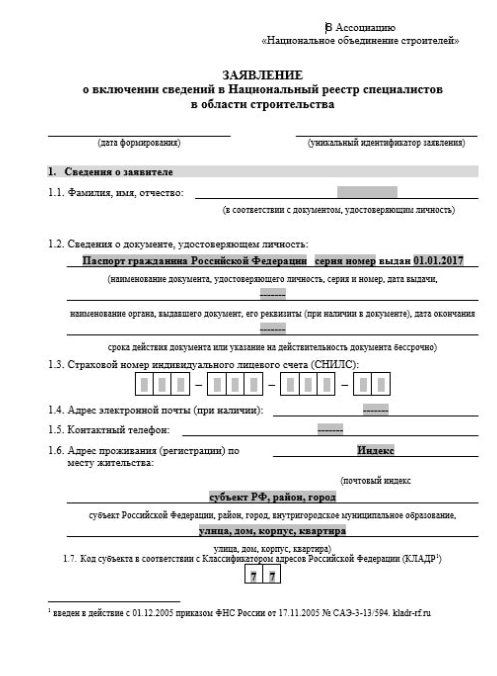 В Ассоциацию
«Национальное объединение строителей»
ЗАЯВЛЕНИЕ
о включении сведений в Национальный реестр специалистов
в области строительства
(дата формирования) (уникальный идентификатор заявления)
1. Сведения о заявителе
1.1. Фамилия, имя, отчество:
(в соответствии с документом, удостоверяющим личность)
1.2. Сведения о документе, удостоверяющем личность:
Паспорт гражданина Российской Федерации серия номер выдан 01.01.2017
(наименование документа, удостоверяющего личность, серия и номер, дата выдачи,
-------
наименование органа, выдавшего документ, его реквизиты (при наличии в документе), дата окончания
-------
срока действия документа или указание на действительность документа бессрочно)
1.3. Страховой номер индивидуального лицевого счета (СНИЛС):
– – –
1.4. Адрес электронной почты (при наличии): -------
1.5. Контактный телефон: -------
1.6. Адрес проживания (регистрации) по Индекс
месту жительства:
(почтовый индекс
субъект РФ, район, город
субъект Российской Федерации, район, город, внутригородское муниципальное образование,
улица, дом, корпус, квартира
улица, дом, корпус, квартира)
1.7. Код субъекта в соответствии с Классификатором адресов Российской Федерации (КЛАДР¹)
7 7
¹ введен в действие с 01.12.2005 приказом ФНС России от 17.11.2005 № САЭ-3-13/594. kladr-rf.ru